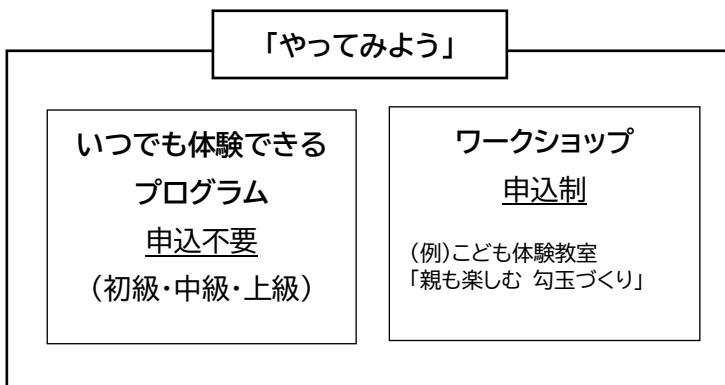 「やってみよう」
いつでも体験できる
プログラム
申込不要
（初級・中級・上級）
ワークショップ
申込制
（例）こども体験教室
「親も楽しむ 勾玉づくり」